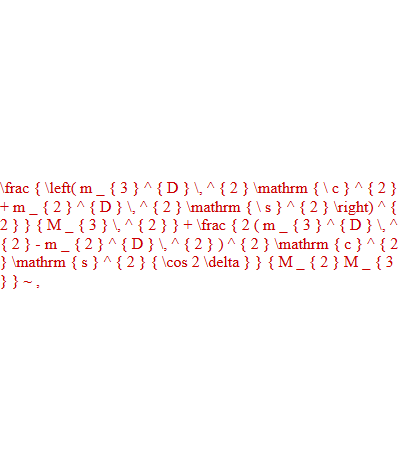 \frac { \left( m _ { 3 } ^ { D } \, ^ { 2 } \mathrm { \ c } ^ { 2 }
+ m _ { 2 } ^ { D } \, ^ { 2 } \mathrm { \ s } ^ { 2 } \right) ^ {
2 } } { M _ { 3 } \, ^ { 2 } } + \frac { 2 ( m _ { 3 } ^ { D } \, ^
{ 2 } - m _ { 2 } ^ { D } \, ^ { 2 } ) ^ { 2 } \mathrm { c } ^ { 2
} \mathrm { s } ^ { 2 } { \cos 2 \delta } } { M _ { 2 } M _ { 3
} } ~ ,